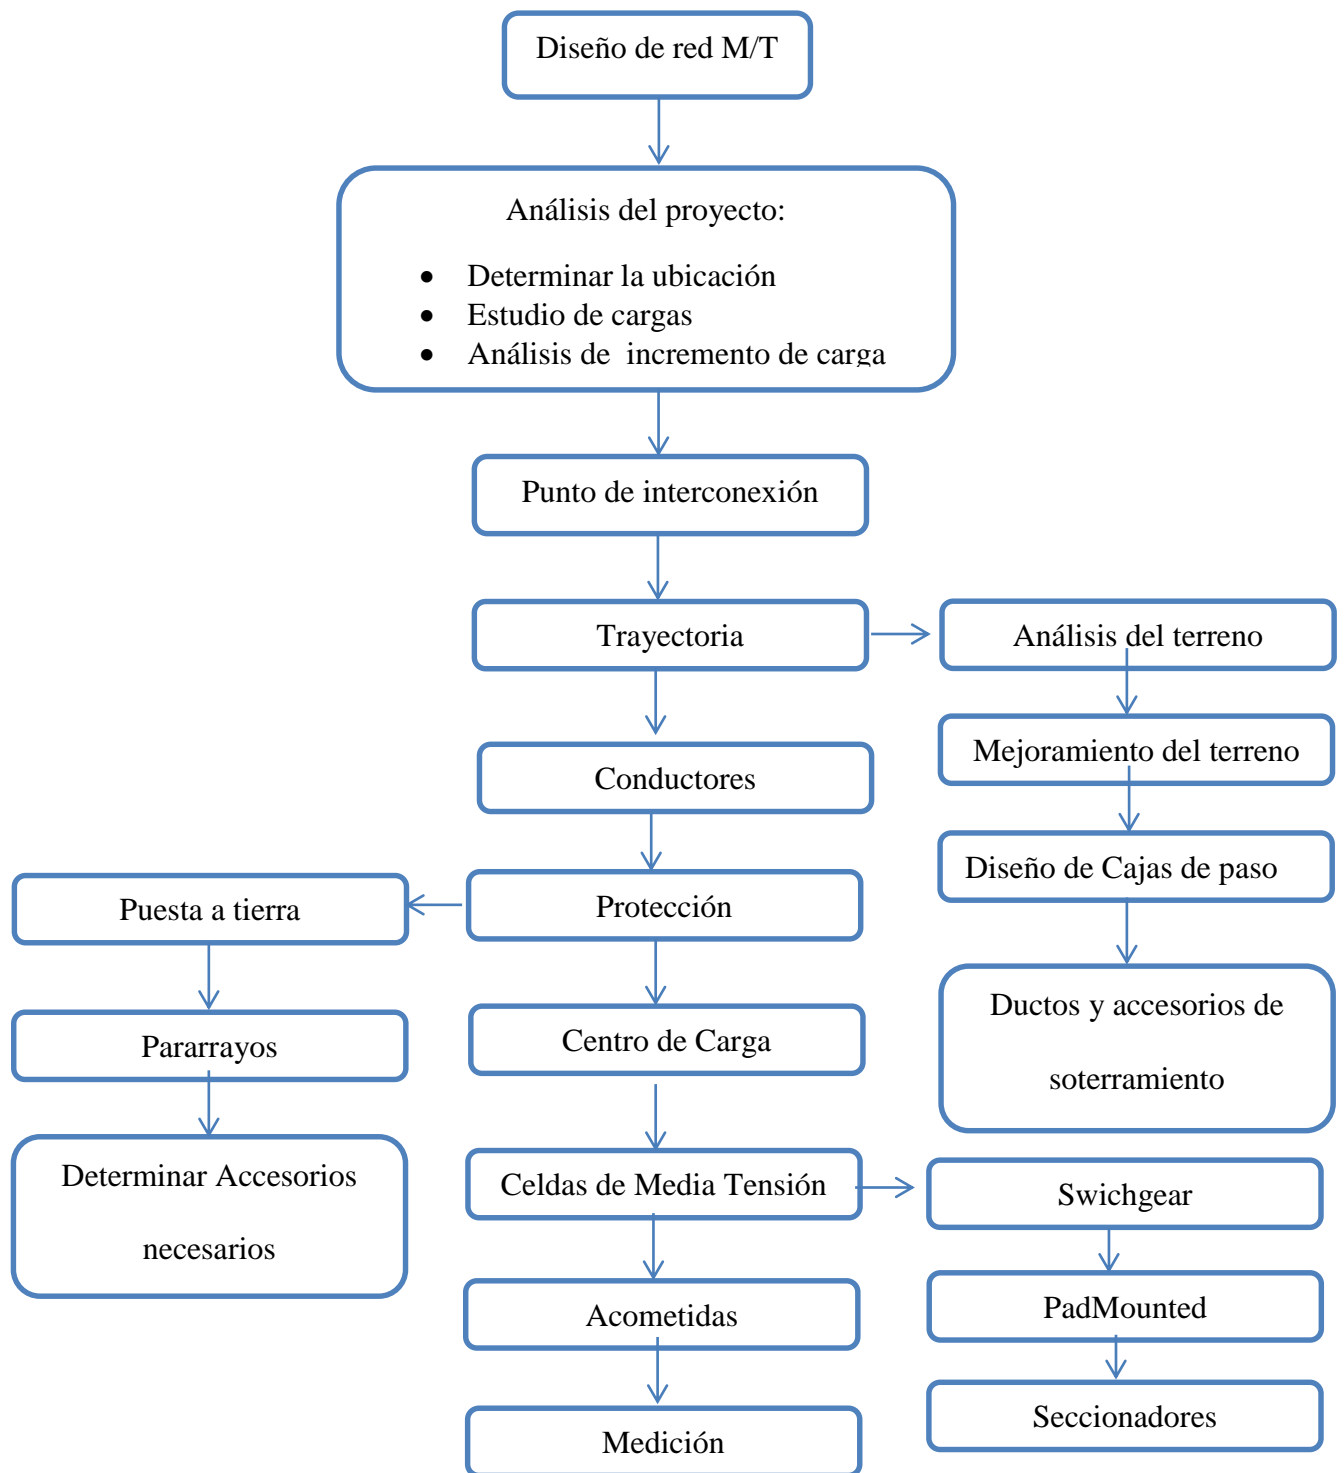 Diseño de red M/T
Análisis del proyecto:
• Determinar la ubicación
• Estudio de cargas
• Análisis de incremento de carga
Punto de interconexión
Trayectoria
Análisis del terreno
Mejoramiento del terreno
Conductores
Diseño de Cajas de paso
Puesta a tierra
Protección
Ductos y accesorios de
soterramiento
Pararrayos
Centro de Carga
Determinar Accesorios
necesarios
Celdas de Media Tensión
Swichgear
Acometidas
PadMounted
Medición
Seccionadores